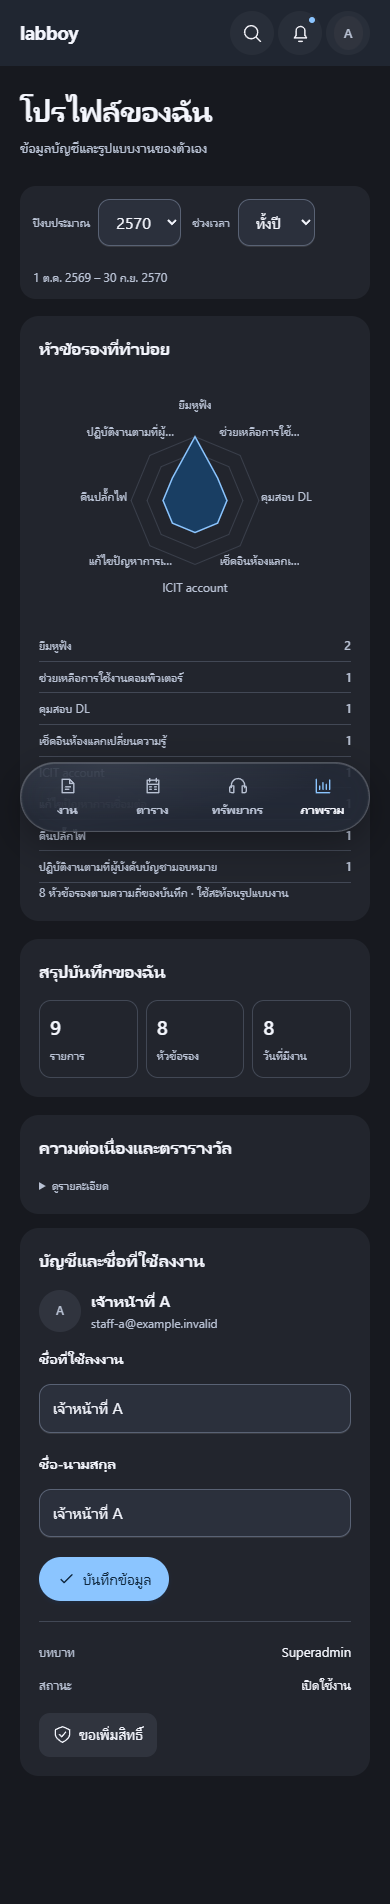 labboy
A
โปรไฟล์ของฉัน
ข้อมูลบัญชีและรูปแบบงานของตัวเอง
ปีงบประมาณ 2570 ช่วงเวลา ทั้งปี
1 ต.ค. 2569 – 30 ก.ย. 2570
หัวข้อรองที่ทำบ่อย
ยืมหูฟัง
ปฏิบัติงานตามที่ผู้... ช่วยเหลือการใช้...
คืนปลั๊กไฟ คุมสอบ DL
แก้ไขปัญหาการเ... เช็คอินห้องแลกเ...
ICIT account
ยืมหูฟัง 2
ช่วยเหลือการใช้งานคอมพิวเตอร์ 1
คุมสอบ DL 1
เช็คอินห้องแลกเปลี่ยนความรู้ 1
ICIT account 1
งาน ตาราง ทรัพยากร ภาพรวม
คืนปลั๊กไฟ 1
ปฏิบัติงานตามที่ผู้บังคับบัญชามอบหมาย 1
8 หัวข้อรองตามความถี่ของบันทึก · ใช้สะท้อนรูปแบบงาน
สรุปบันทึกของฉัน
9 8 8
รายการ หัวข้อรอง วันที่มีงาน
ความต่อเนื่องและตรารางวัล
ดูรายละเอียด
บัญชีและชื่อที่ใช้ลงงาน
A เจ้าหน้าที่ A
staff-a@example.invalid
ชื่อที่ใช้ลงงาน
เจ้าหน้าที่ A
ชื่อ-นามสกุล
เจ้าหน้าที่ A
บันทึกข้อมูล
บทบาท Superadmin
สถานะ เปิดใช้งาน
ขอเพิ่มสิทธิ์